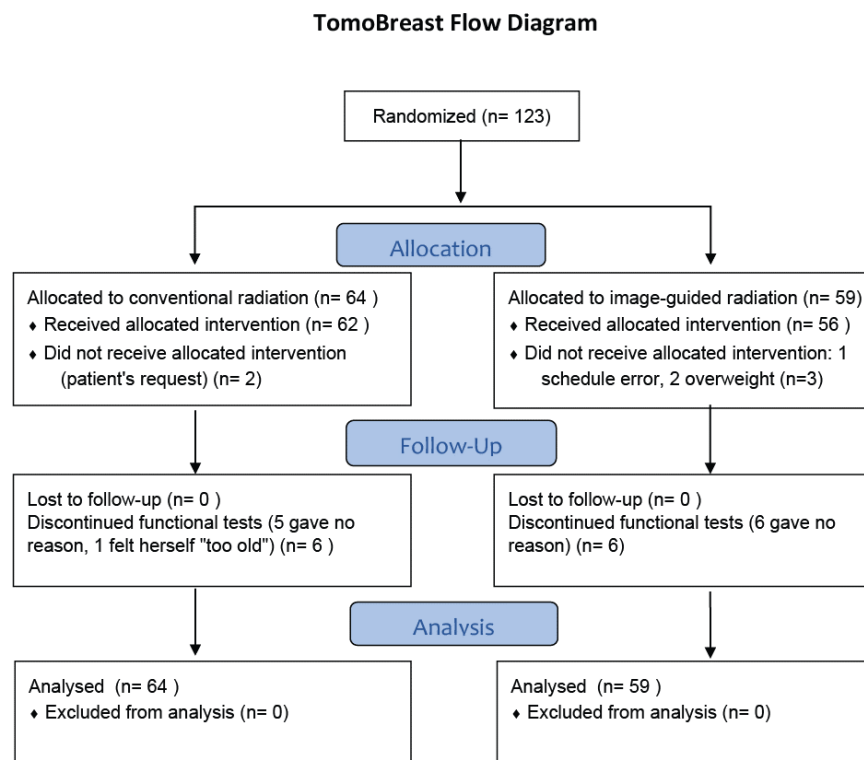 TomoBreast Flow Diagram
Randomized (n= 123)
Allocation
Allocated to conventional radiation (n= 64 )
♦ Received allocated intervention (n= 62 )
♦ Did not receive allocated intervention
(patient's request) (n= 2)
Allocated to image-guided radiation (n= 59)
♦ Received allocated intervention (n= 56 )
♦ Did not receive allocated intervention: 1
schedule error, 2 overweight (n=3)
Follow-Up
Lost to follow-up (n= 0 )
Discontinued functional tests (5 gave no
reason, 1 felt herself "too old") (n= 6 )
Lost to follow-up (n= 0 )
Discontinued functional tests (6 gave no
reason) (n= 6)
Analysis
Analysed (n= 64 )
♦ Excluded from analysis (n= 0)
Analysed (n= 59 )
♦ Excluded from analysis (n= 0)